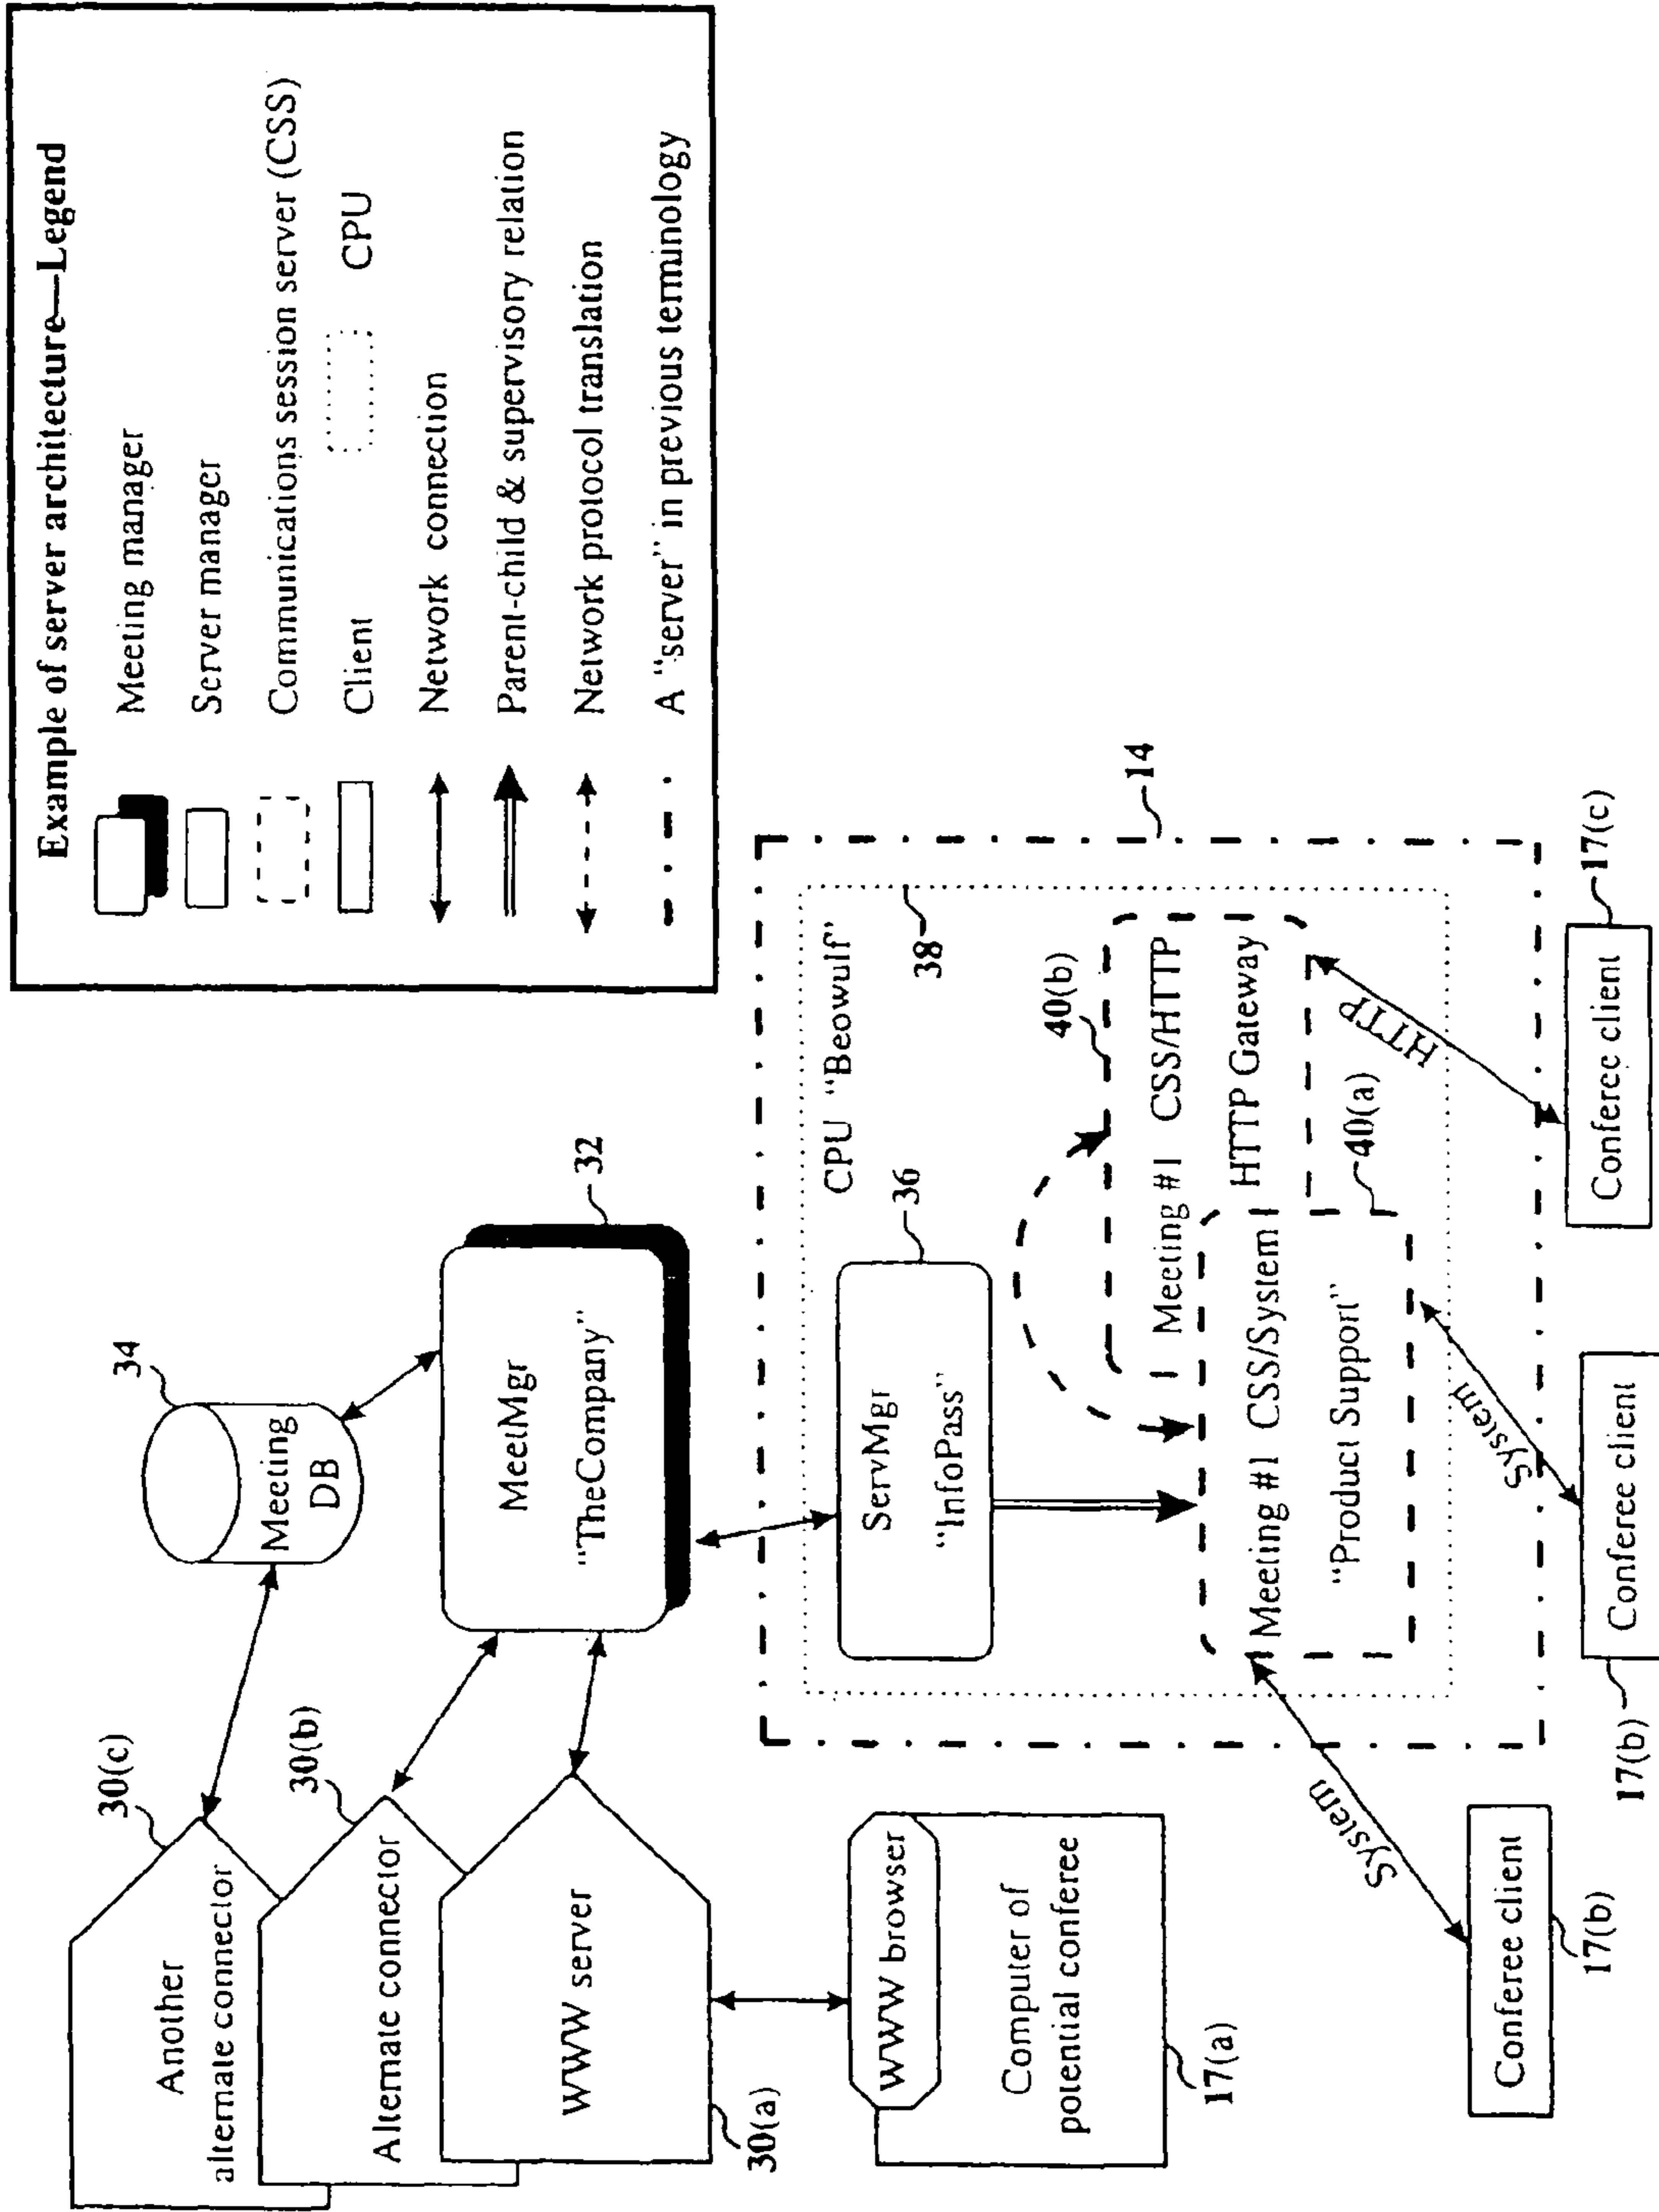 Another
alternate connector
30(c)
Alternate connector
30(b)
WWW server
30(a)
WWW browser
Computer of
potential conferee
17(a)
Meeting
DB
34
MeetMgr
"TheCompany"
32
CPU "Beowulf'
ServMgr
"InfoPass"
36
38
14
40(b)
Meeting #1 CSS/HTTP
HTTP Gateway
Meeting #1 CSS/System
"Product Support"
40(a)
System
System
HTTP
Conferee client
17(b)
Conferee client
17(b)
Conferee client
17(c)
Example of server architecture—Legend
Meeting manager
Server manager
Communications session server (CSS)
Client
CPU
Network connection
Parent-child & supervisory relation
Network protocol translation
A "server" in previous terminology